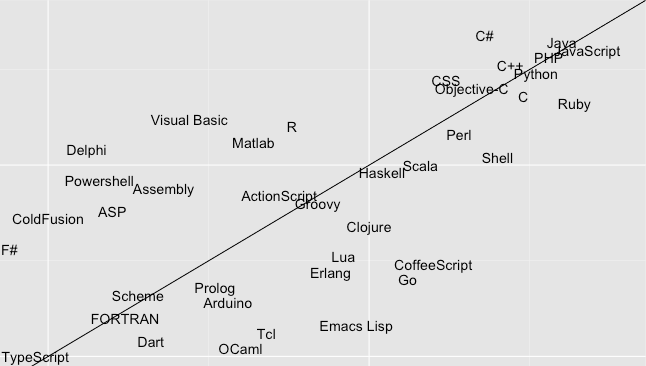 C#
Java
JavaScript
PHP
C++
Python
CSS
Objective-C
C
Ruby
Visual Basic
R
Perl
Matlab
Delphi
Shell
Scala
Haskell
Powershell
Assembly
ActionScript
Groovy
ASP
ColdFusion
Clojure
F#
Lua
CoffeeScript
Erlang
Go
Prolog
Scheme
Arduino
FORTRAN
Emacs Lisp
Tcl
Dart
OCaml
TypeScript